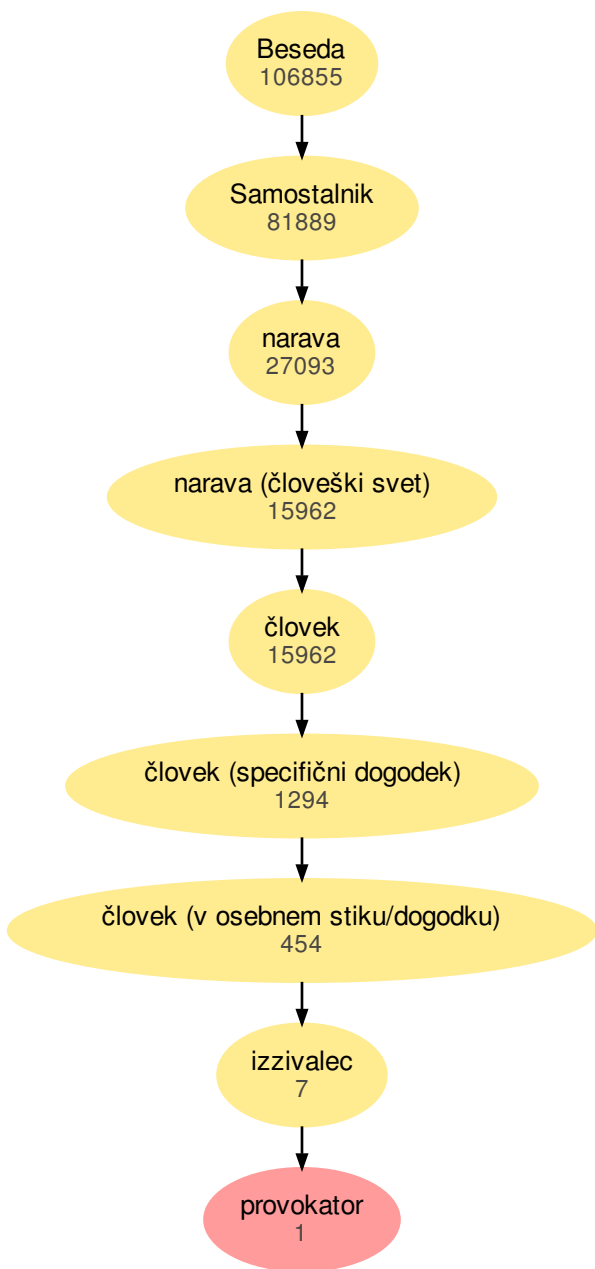 Beseda
106855
Samostalnik
81889
narava
27093
narava (človeški svet)
15962
človek
15962
človek (specifični dogodek)
1294
človek (v osebnem stiku/dogodku)
454
izzivalec
7
provokator
1